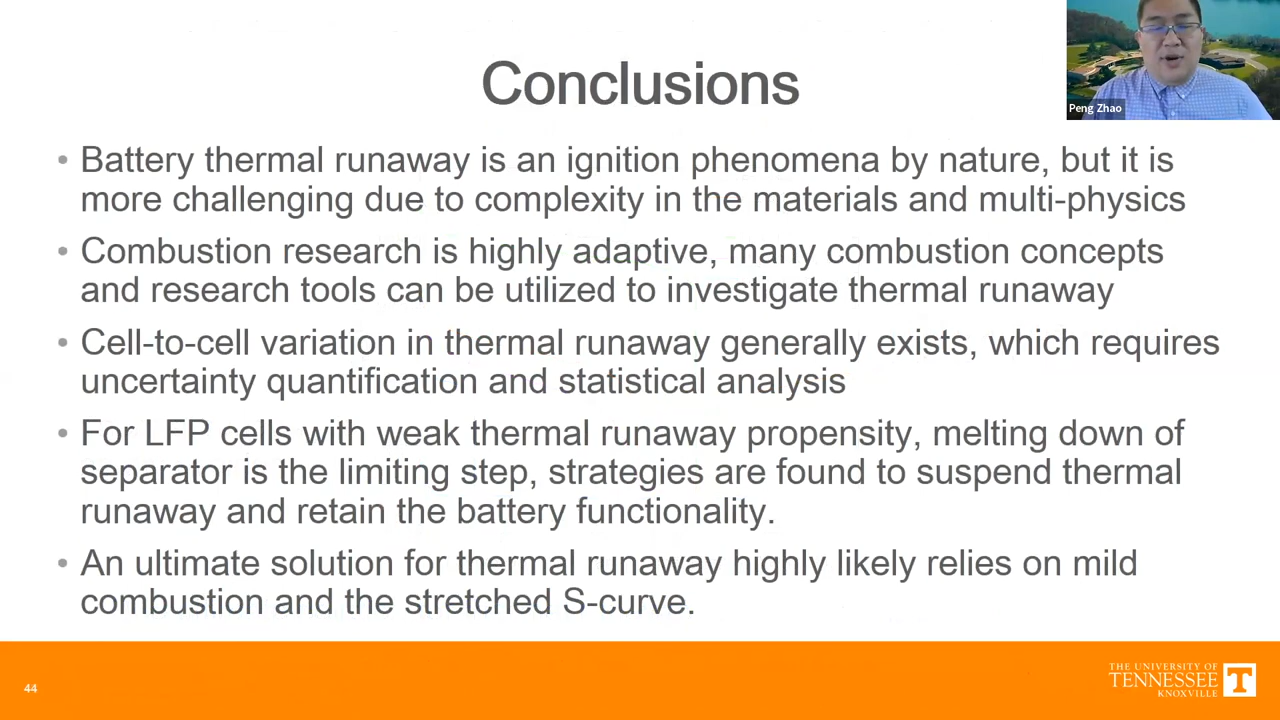 Conclusions
Peng Zhao
• Battery thermal runaway is an ignition phenomena by nature, but it is
more challenging due to complexity in the materials and multi-physics
• Combustion research is highly adaptive, many combustion concepts
and research tools can be utilized to investigate thermal runaway
• Cell-to-cell variation in thermal runaway generally exists, which requires
uncertainty quantification and statistical analysis
• For LFP cells with weak thermal runaway propensity, melting down of
separator is the limiting step, strategies are found to suspend thermal
runaway and retain the battery functionality.
• An ultimate solution for thermal runaway highly likely relies on mild
combustion and the stretched S-curve.
44
THE UNIVERSITY OF
TENNESSEE
KNOXVILLE
T